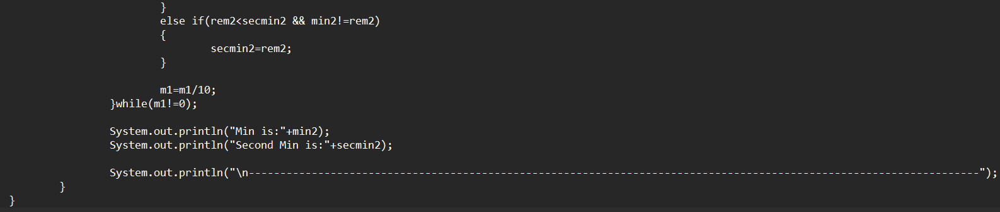 }
else if(rem2<secmin2 && min2!=rem2)
{
secmin2=rem2;
}
m1=m1/10;
}while(m1!=0);
System.out.println("Min is:"+min2);
System.out.println("Second Min is:"+secmin2);
System.out.println("\n--------------------------------------------------------------------------------------------------------------------");
}
}